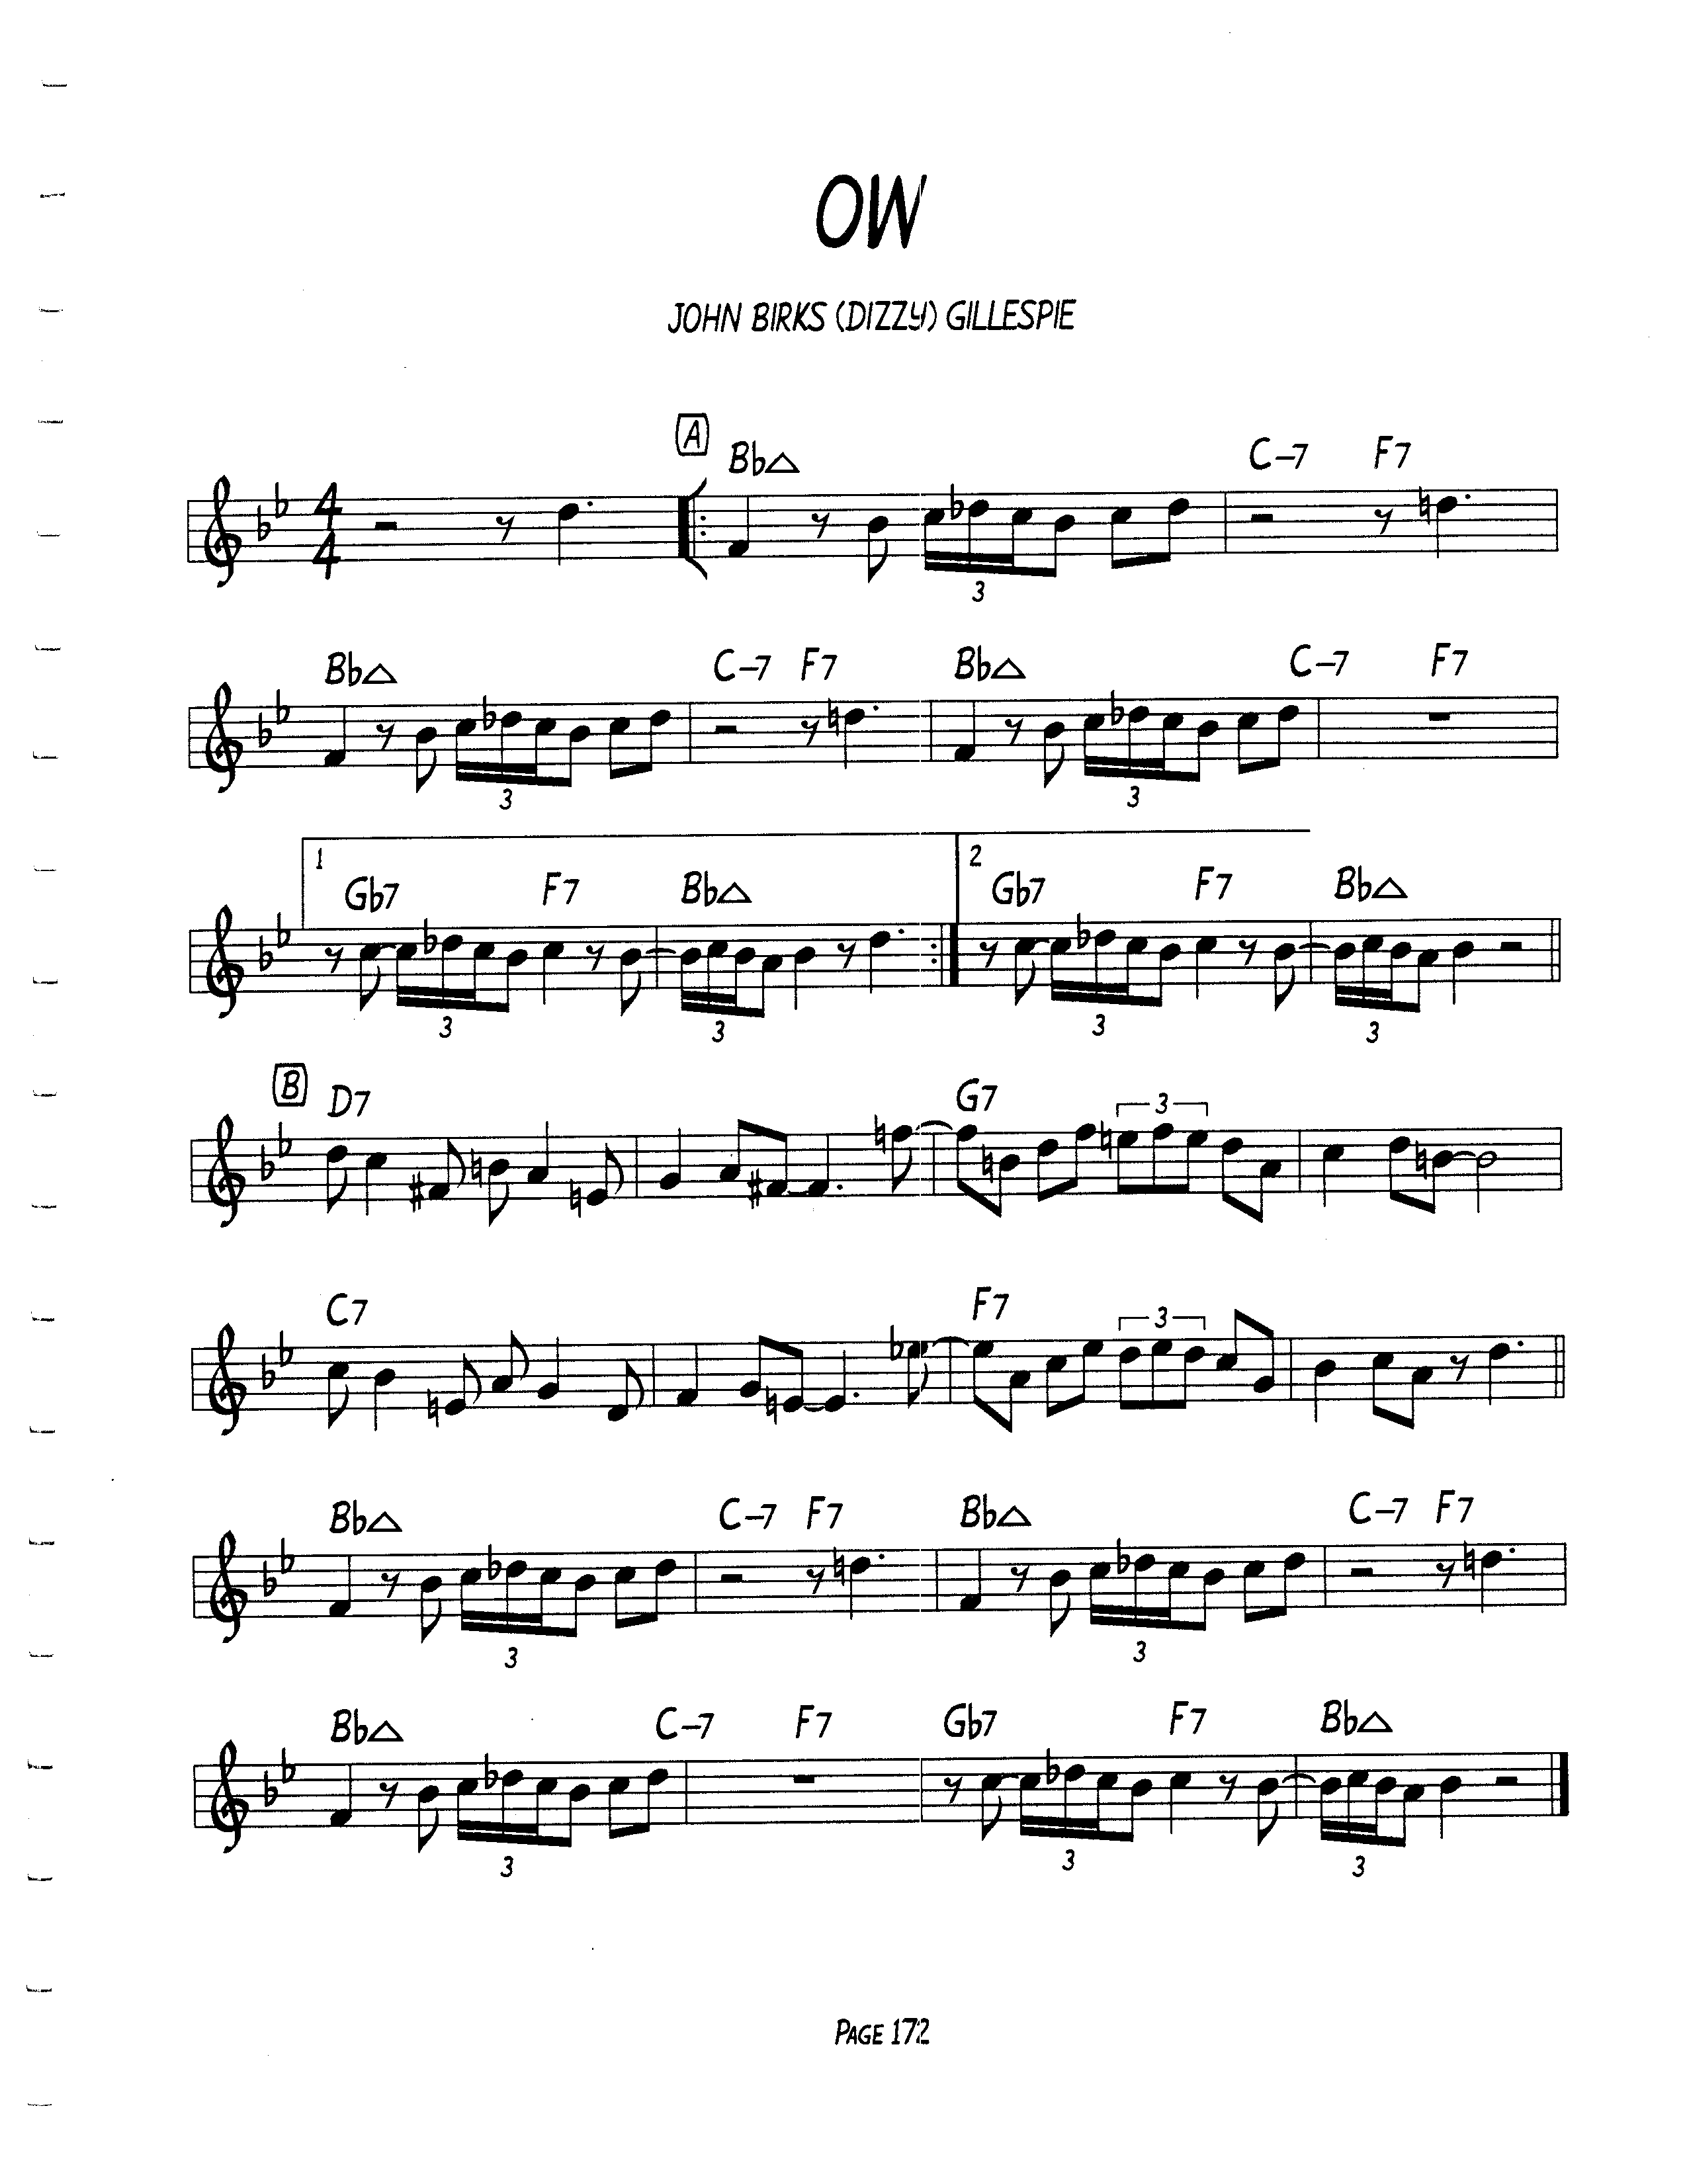 OW
JOHN BIRKS (DIZZY) GILLESPIE
A
Bb△ C-7 F7
4
4
3
Bb△ C-7 F7 Bb△ C-7 F7
3 3
1 2
Gb7 F7 Bb△ Gb7 F7 Bb△
3 3 3 3
B
D7 G7
3
C7 F7
3
Bb△ C-7 F7 Bb△ C-7 F7
3 3
Bb△ C-7 F7 Gb7 F7 Bb△
3 3 3
PAGE 172